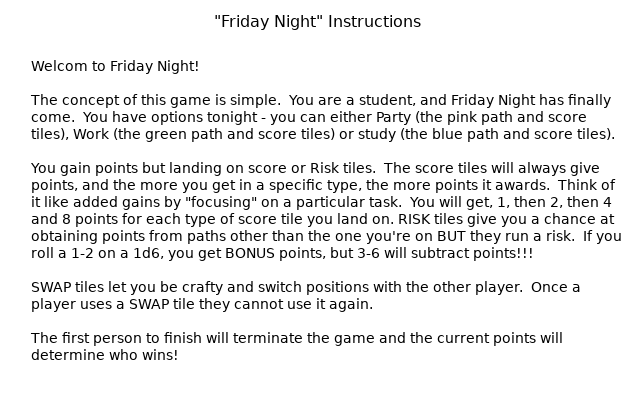 "Friday Night" Instructions
Welcom to Friday Night!
The concept of this game is simple.  You are a student, and Friday Night has finally
come.  You have options tonight - you can either Party (the pink path and score
tiles), Work (the green path and score tiles) or study (the blue path and score tiles).
You gain points but landing on score or Risk tiles.  The score tiles will always give
points, and the more you get in a specific type, the more points it awards.  Think of
it like added gains by "focusing" on a particular task.  You will get, 1, then 2, then 4
and 8 points for each type of score tile you land on. RISK tiles give you a chance at
obtaining points from paths other than the one you're on BUT they run a risk.  If you
roll a 1-2 on a 1d6, you get BONUS points, but 3-6 will subtract points!!!
SWAP tiles let you be crafty and switch positions with the other player.  Once a
player uses a SWAP tile they cannot use it again.
The first person to finish will terminate the game and the current points will
determine who wins!